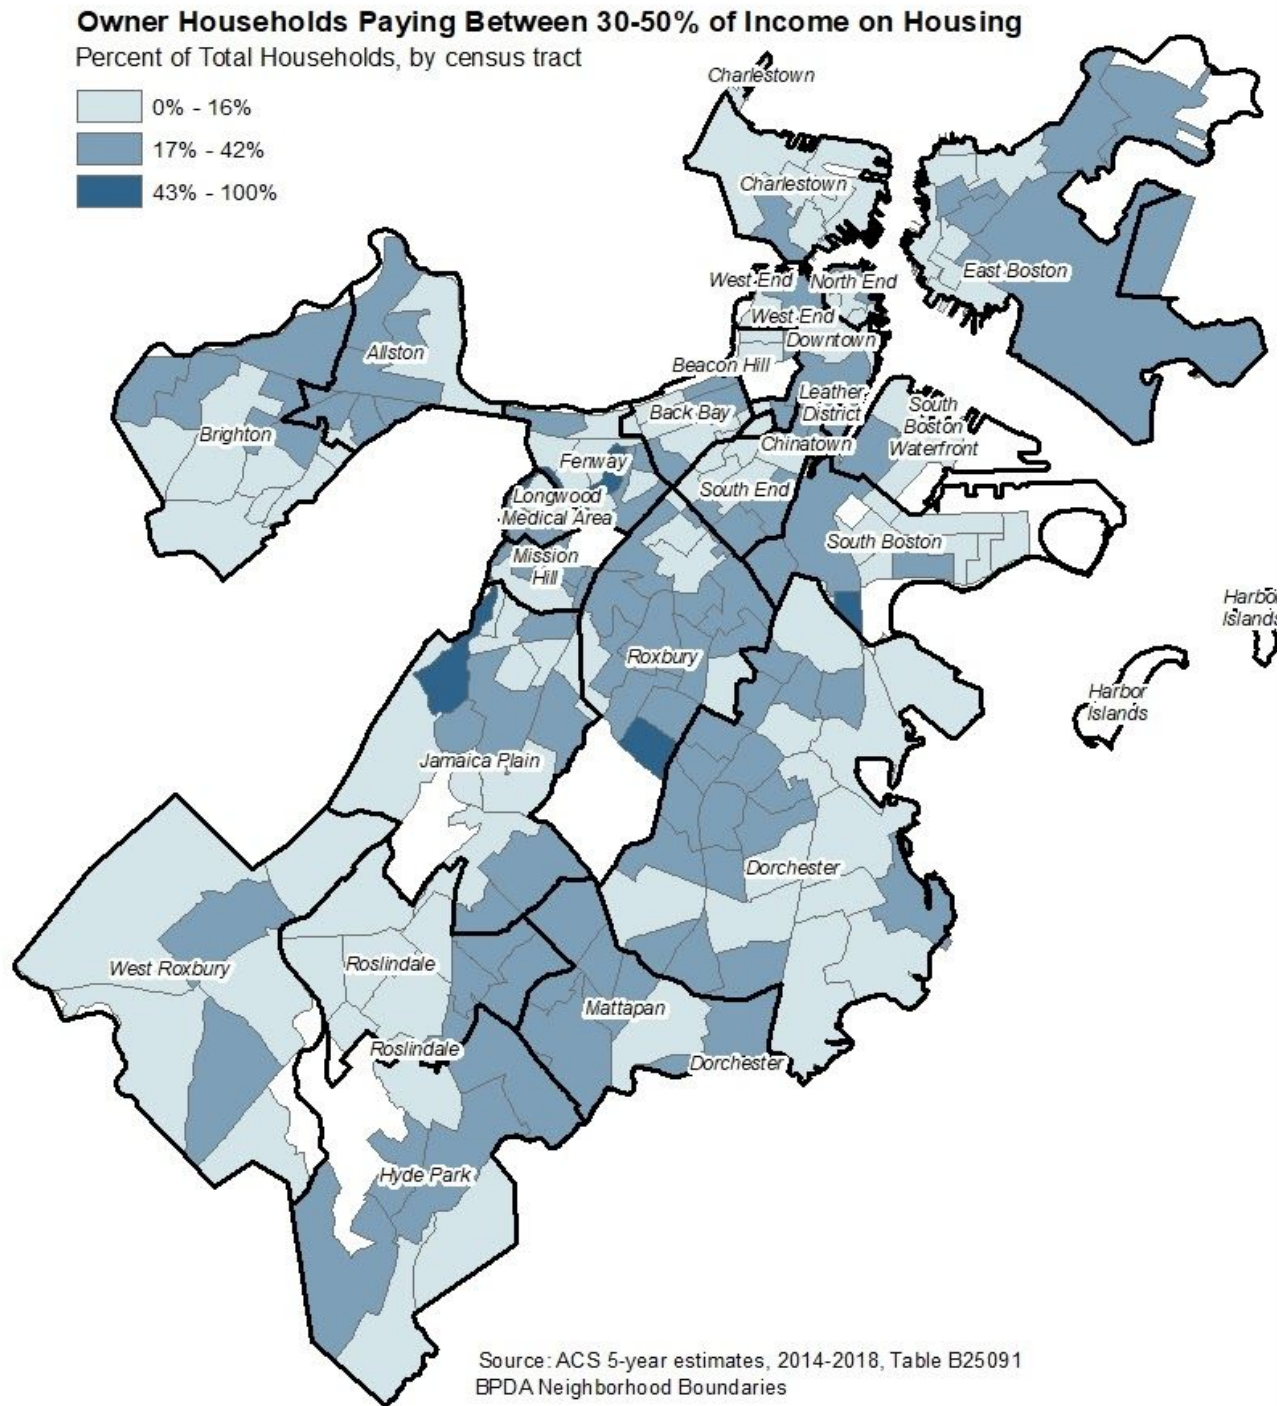 Owner Households Paying Between 30-50% of Income on Housing
Percent of Total Households, by census tract
0% - 16%
17% - 42%
43% - 100%
Charlestown
Charlestown
West End
North End
East Boston
West End
Downtown
Allston
Beacon Hill
Leather
District
Back Bay
South
Boston
Waterfront
Brighton
Chinatown
Fenway
South End
Longwood
Medical Area
South Boston
Mission
Hill
Harbor
Islands
Roxbury
Harbor
Islands
Jamaica Plain
Dorchester
West Roxbury
Roslindale
Mattapan
Roslindale
Dorchester
Hyde Park
Source: ACS 5-year estimates, 2014-2018, Table B25091
BPDA Neighborhood Boundaries